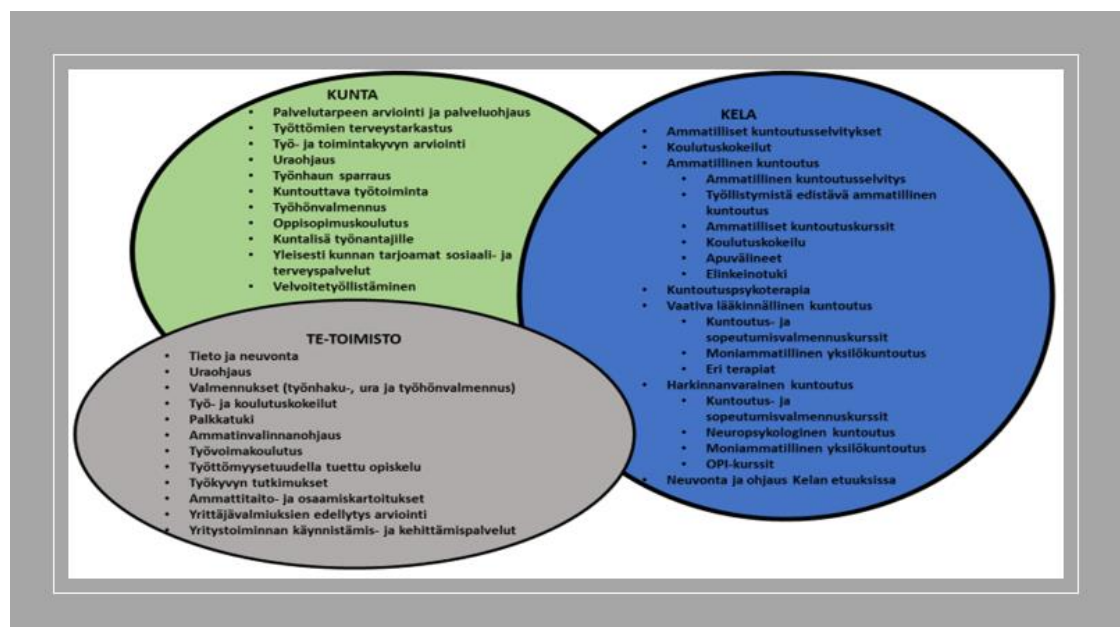 KUNTA
• Palvelutarpeen arviointi ja palveluohjaus
• Työttömien terveystarkastus
• Työ- ja toimintakyvyn arviointi
• Uraohjaus
• Työnhaun sparraus
• Kuntouttava työtoiminta
• Työhönvalmennus
• Oppisopimuskoulutus
• Kuntalisä työnantajille
• Yleisesti kunnan tarjoamat sosiaali- ja
terveyspalvelut
• Velvoitetyöllistäminen
TE-TOIMISTO
• Tieto ja neuvonta
• Uraohjaus
• Valmennukset (työnhaku-, ura ja työhönvalmennus)
• Työ- ja koulutuskokeilut
• Palkkatuki
• Ammatinvalinnanohjaus
• Työvoimakoulutus
• Työttömyysetuudella tuettu opiskelu
• Työkyvyn tutkimukset
• Ammattitaito- ja osaamiskartoitukset
• Yrittäjävalmiuksien edellytys arviointi
• Yritystoiminnan käynnistämis- ja kehittämispalvelut
KELA
• Ammatilliset kuntoutusselvitykset
• Koulutuskokeilut
• Ammatillinen kuntoutus
• Ammatillinen kuntoutusselvitys
• Työllistymistä edistävä ammatillinen
kuntoutus
• Ammatilliset kuntoutuskurssit
• Koulutuskokeilu
• Apuvälineet
• Elinkeinotuki
• Kuntoutuspsykoterapia
• Vaativa lääkinnällinen kuntoutus
• Kuntoutus- ja
sopeutumisvalmennuskurssit
• Moniammatillinen yksilökuntoutus
• Eri terapiat
• Harkinnanvarainen kuntoutus
• Kuntoutus- ja
sopeutumisvalmennuskurssit
• Neuropsykologinen kuntoutus
• Moniammatillinen yksilökuntoutus
• OPI-kurssit
• Neuvonta ja ohjaus Kelan etuuksissa